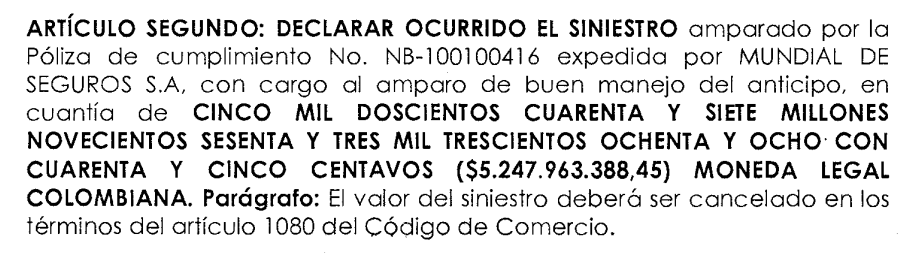 ARTÍCULO SEGUNDO: DECLARAR OCURRIDO EL SINIESTRO amparado por la
Póliza de cumplimiento No. NB-100100416 expedida por MUNDIAL DE
SEGUROS S.A, con cargo al amparo de buen manejo del anticipo, en
cuantía de CINCO MIL DOSCIENTOS CUARENTA Y SIETE MILLONES
NOVECIENTOS SESENTA Y TRES MIL TRESCIENTOS OCHENTA Y OCHO CON
CUARENTA Y CINCO CENTAVOS ($5.247.963.388,45) MONEDA LEGAL
COLOMBIANA. Parágrafo: El valor del siniestro deberá ser cancelado en los
términos del artículo 1080 del Código de Comercio.